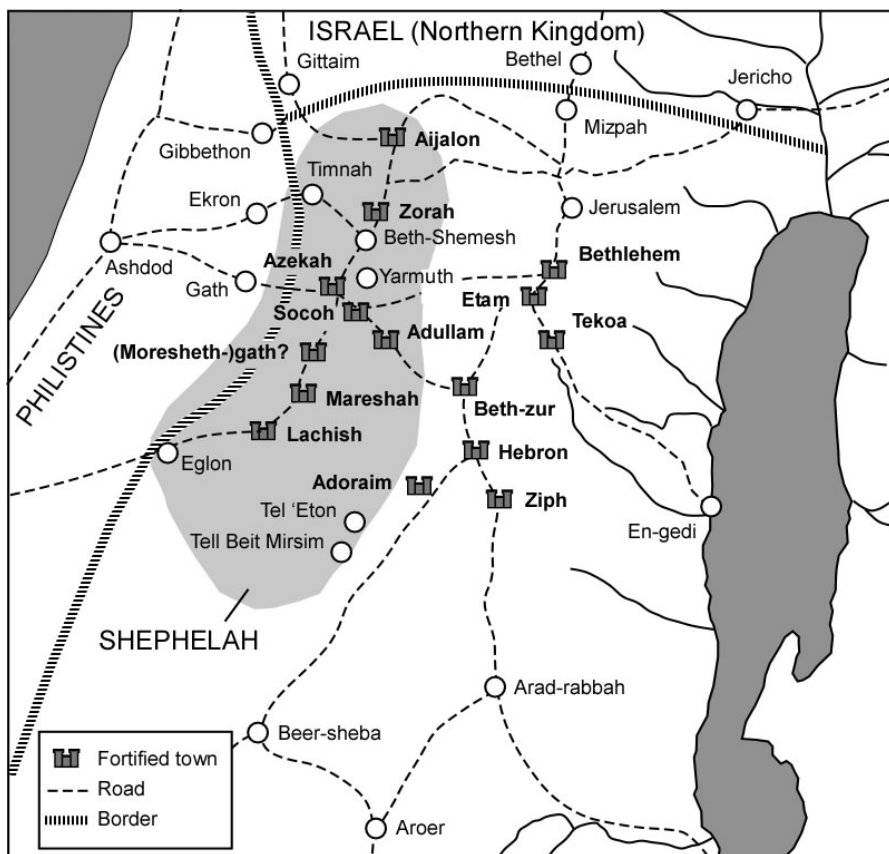 ISRAEL (Northern Kingdom)
Gittaim
Bethel
Jericho
Mizpah
Gibbethon
Aijalon
Timnah
Ekron
Zorah
Jerusalem
Beth-Shemesh
Ashdod
Azekah
Bethlehem
Gath
Yarmuth
Etam
Socoh
Tekoa
Adullam
PHILISTINES
(Moresheth-)gath?
Mareshah
Beth-zur
Lachish
Eglon
Hebron
Adoraim
Ziph
Tel ‘Eton
En-gedi
Tell Beit Mirsim
SHEPHELAH
Arad-rabbah
Beer-sheba
Fortified town
Road
Border
Aroer